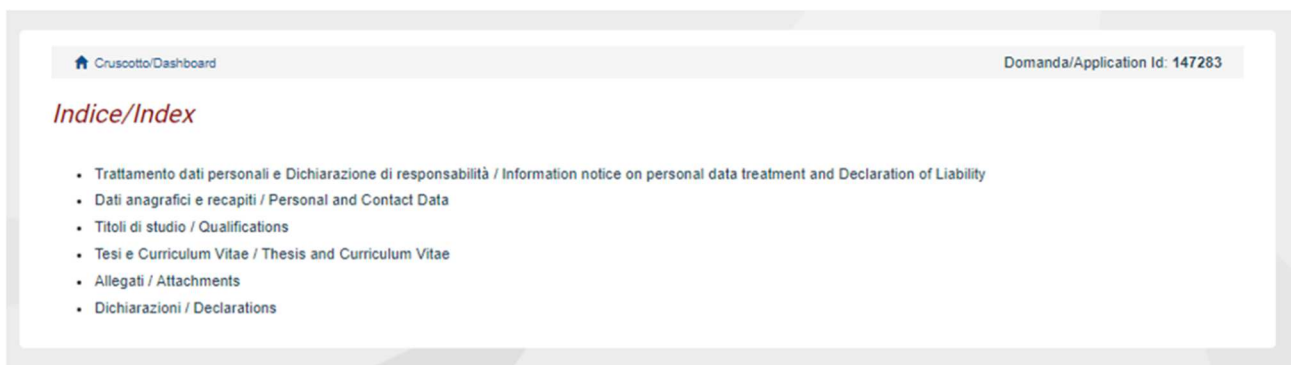 Cruscotto/Dashboard
Domanda/Application Id: 147283
Indice/Index
Trattamento dati personali e Dichiarazione di responsabilità / Information notice on personal data treatment and Declaration of Liability
Dati anagrafici e recapiti / Personal and Contact Data
Titoli di studio / Qualifications
Tesi e Curriculum Vitae / Thesis and Curriculum Vitae
Allegati / Attachments
Dichiarazioni / Declarations